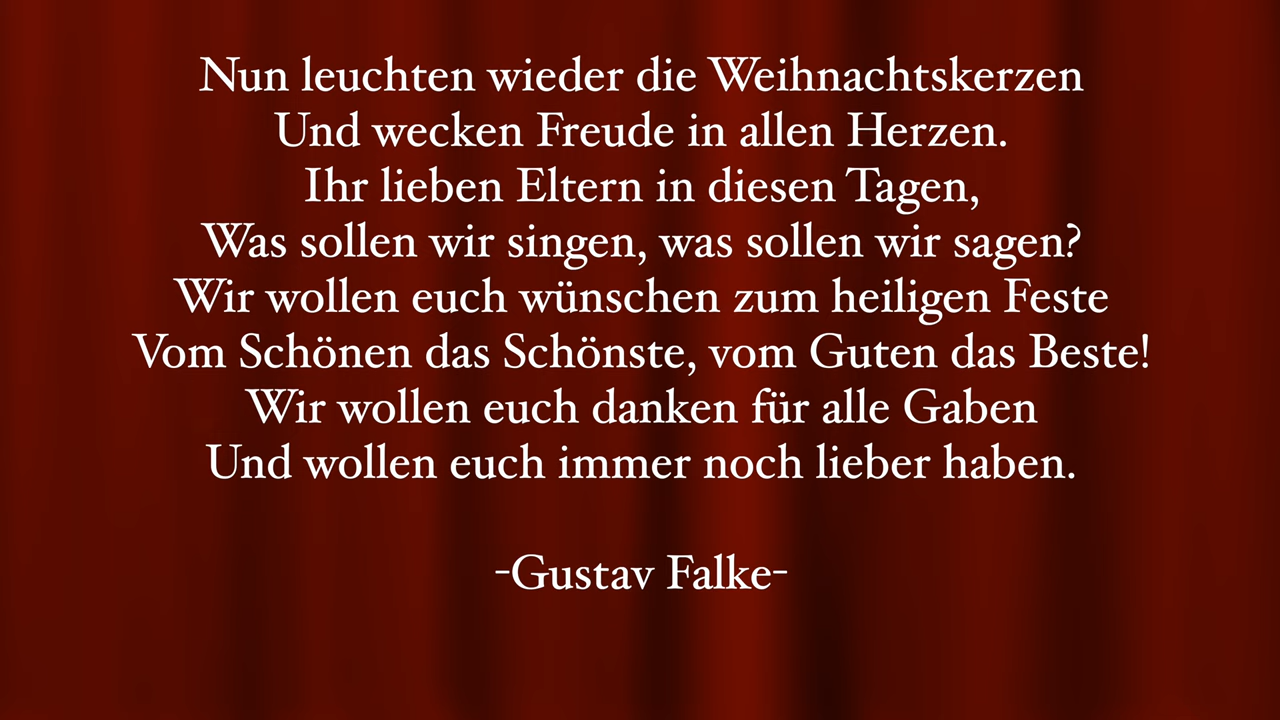 Nun leuchten wieder die Weihnachtskerzen
Und wecken Freude in allen Herzen.
Ihr lieben Eltern in diesen Tagen,
Was sollen wir singen, was sollen wir sagen?
Wir wollen euch wünschen zum heiligen Feste
Vom Schönen das Schönste, vom Guten das Beste!
Wir wollen euch danken für alle Gaben
Und wollen euch immer noch lieber haben.
-Gustav Falke-